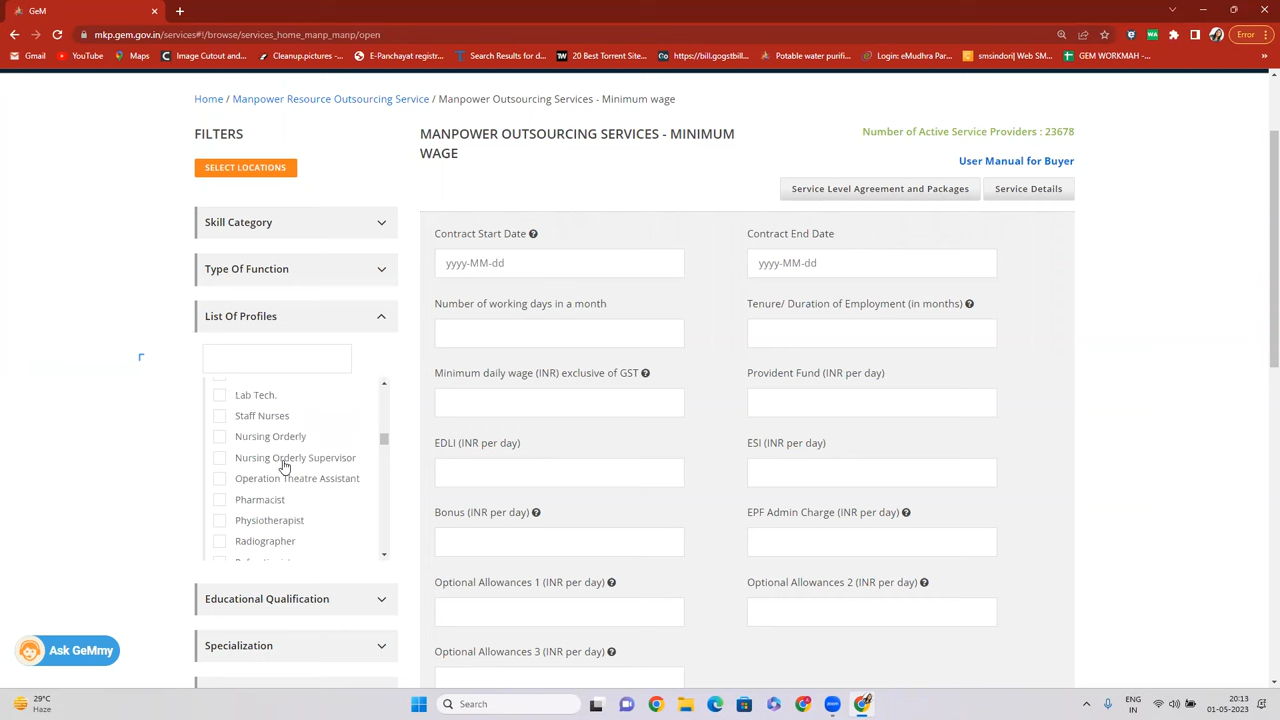 GeM
mkp.gem.gov.in/services#!/browse/services_home_manp_manp/open
Error
Gmail
YouTube
Maps
Image Cutout and...
Cleanup.pictures -...
E-Panchayat registr...
Search Results for...
20 Best Torrent Site...
https://bill.gogstbill...
Potable water purifi...
Login: eMudhra Par...
smsindori| Web SM...
GEM WORKMAH -...
»
Home / Manpower Resource Outsourcing Service / Manpower Outsourcing Services - Minimum wage
FILTERS
SELECT LOCATIONS
MANPOWER OUTSOURCING SERVICES - MINIMUM
WAGE
Number of Active Service Providers : 23678
User Manual for Buyer
Service Level Agreement and Packages
Service Details
Skill Category
Type Of Function
List Of Profiles
Lab Tech.
Staff Nurses
Nursing Orderly
Nursing Orderly Supervisor
Operation Theatre Assistant
Pharmacist
Physiotherapist
Radiographer
Educational Qualification
Specialization
Contract Start Date
Contract End Date
yyyy-MM-dd
yyyy-MM-dd
Number of working days in a month
Tenure/ Duration of Employment (in months)
Minimum daily wage (INR) exclusive of GST
Provident Fund (INR per day)
EDLI (INR per day)
ESI (INR per day)
Bonus (INR per day)
EPF Admin Charge (INR per day)
Optional Allowances 1 (INR per day)
Optional Allowances 2 (INR per day)
Optional Allowances 3 (INR per day)
Ask GeMmy
29°C
Haze
Search
ENG
IN
20:13
01-05-2023